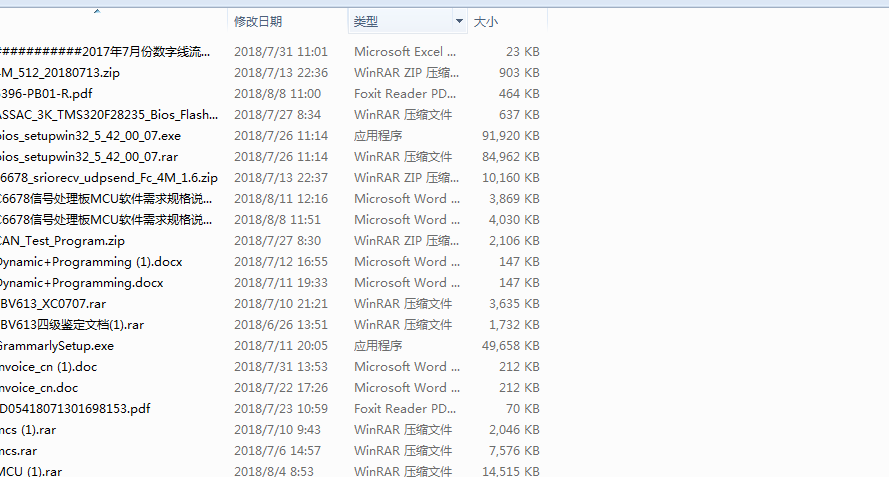 修改日期 类型 大小
###########2017年7月份数字线流... 2018/7/31 11:01 Microsoft Excel ... 23 KB
4M_512_20180713.zip 2018/7/13 22:36 WinRAR ZIP 压缩... 903 KB
396-PB01-R.pdf 2018/8/8 11:00 Foxit Reader PD... 464 KB
ASSAC_3K_TMS320F28235_Bios_Flash... 2018/7/27 8:34 WinRAR 压缩文件 637 KB
bios_setupwin32_5_42_00_07.exe 2018/7/26 11:14 应用程序 91,920 KB
bios_setupwin32_5_42_00_07.rar 2018/7/26 11:14 WinRAR 压缩文件 84,962 KB
6678_sriorecv_udpsend_Fc_4M_1.6.zip 2018/7/13 22:37 WinRAR ZIP 压缩... 10,160 KB
C6678信号处理板MCU软件需求规格说... 2018/8/11 12:16 Microsoft Word ... 3,869 KB
C6678信号处理板MCU软件需求规格说... 2018/8/8 11:51 Microsoft Word ... 4,030 KB
CAN_Test_Program.zip 2018/7/27 8:30 WinRAR ZIP 压缩... 2,106 KB
Dynamic+Programming (1).docx 2018/7/12 16:55 Microsoft Word ... 147 KB
Dynamic+Programming.docx 2018/7/11 19:33 Microsoft Word ... 147 KB
BV613_XC0707.rar 2018/7/10 21:21 WinRAR 压缩文件 3,635 KB
BV613四级鉴定文档(1).rar 2018/6/26 13:51 WinRAR 压缩文件 1,732 KB
GrammarlySetup.exe 2018/7/11 20:05 应用程序 49,658 KB
invoice_cn (1).doc 2018/7/31 13:53 Microsoft Word ... 212 KB
invoice_cn.doc 2018/7/22 17:26 Microsoft Word ... 212 KB
D05418071301698153.pdf 2018/7/23 10:59 Foxit Reader PD... 70 KB
mcs (1).rar 2018/7/10 9:43 WinRAR 压缩文件 2,046 KB
mcs.rar 2018/7/6 14:57 WinRAR 压缩文件 7,576 KB
MCU (1).rar 2018/8/4 8:53 WinRAR 压缩文件 14,515 KB